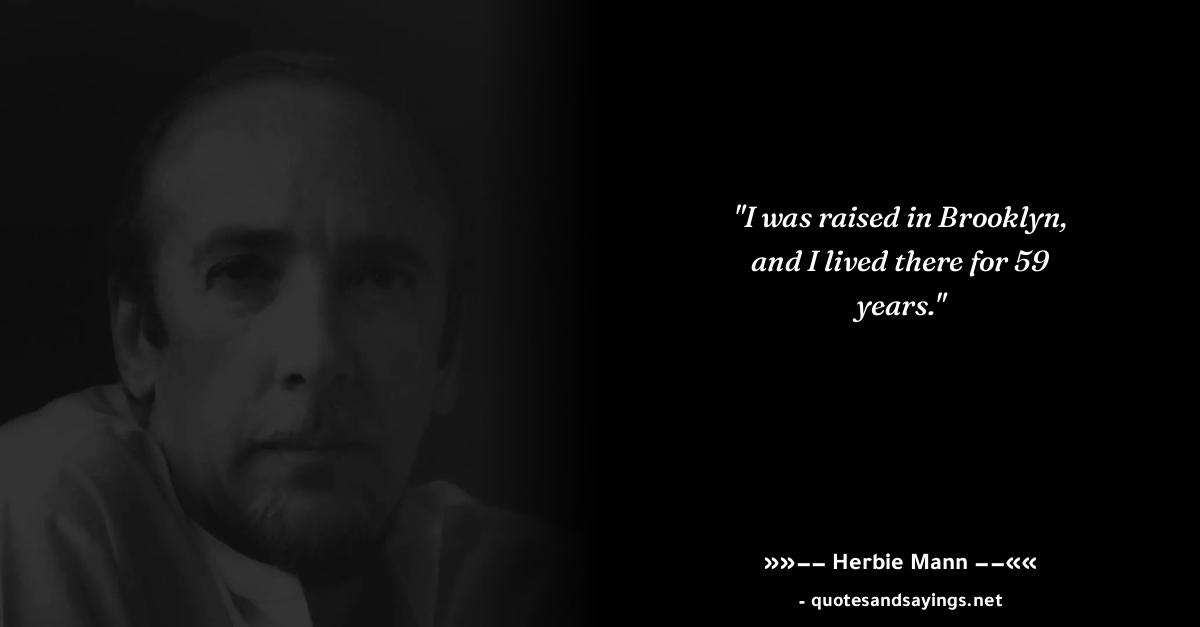 "I was raised in Brooklyn,
and I lived there for 59
years."
»»–– Herbie Mann ––««
- quotesandsayings.net